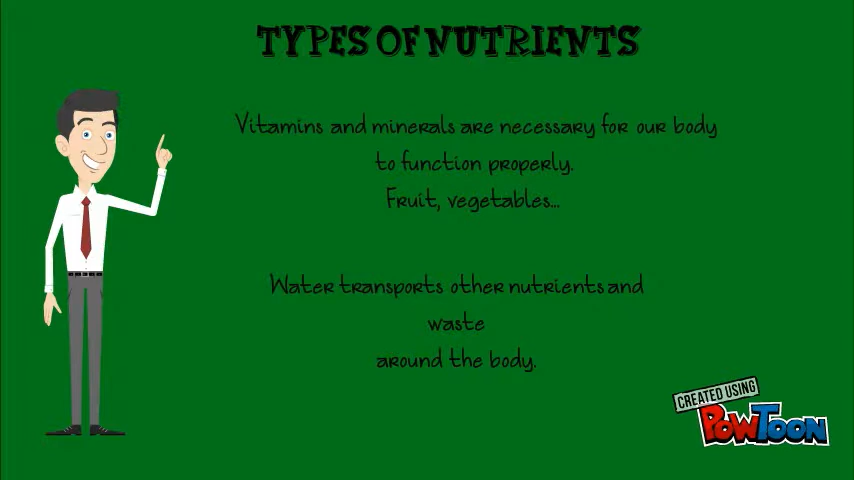 TYPES OF NUTRIENTS
Vitamins and minerals are necessary for our body
to function properly.
Fruit, vegetables...
Water transports other nutrients and
waste
around the body.
CREATED USING
POWTOON